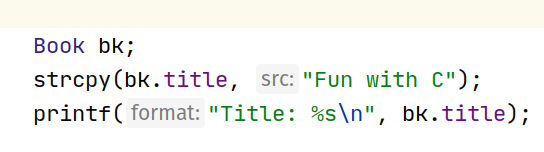 Book bk;
strcpy(bk.title, src: "Fun with C");
printf(format: "Title: %s\n", bk.title);